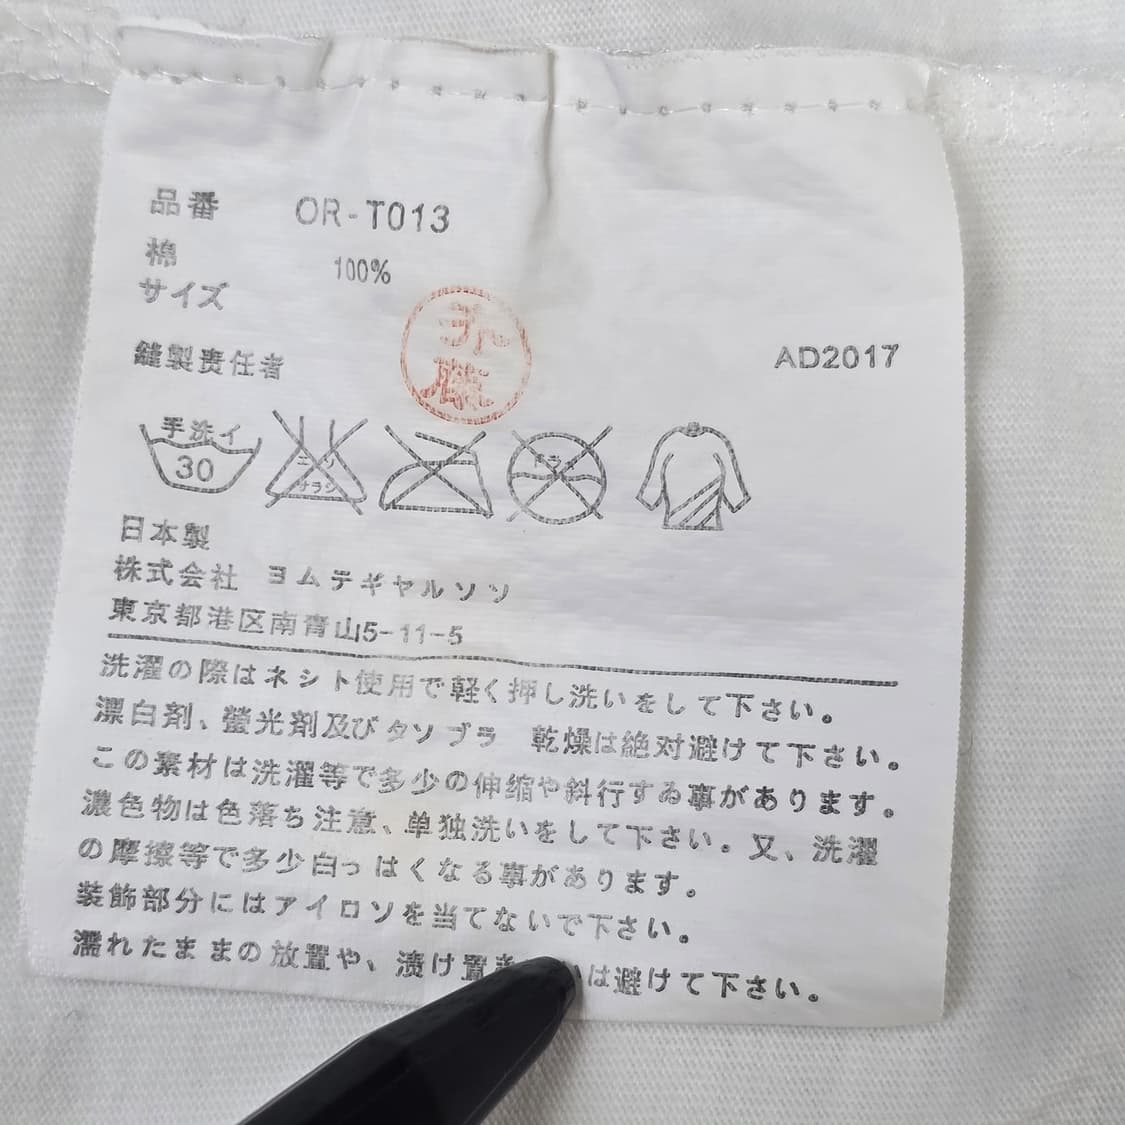 品番 OR-T013
棉 100%
サイズ
縫製責任者
AD2017
手洗イ
30
日本製
株式会社 ヨムテギヤルソソ
東京都港区南青山5-11-5
洗濯の際はネシト使用で軽く押し洗いをして下さい。
漂白剤、螢光剤及びタソブラ 乾燥は絶対避けて下さい。
この素材は洗濯等で多少の伸缩や斜行すゐ事があります。
濃色物は色落ち注意、单独洗いをして下さい。又、洗濯
の摩擦等で多少白っぱくなる事があります。
装飾部分にはアイロソを当てないで下さい。
濡れたままの放置や、漬け置き は避けて下さい。